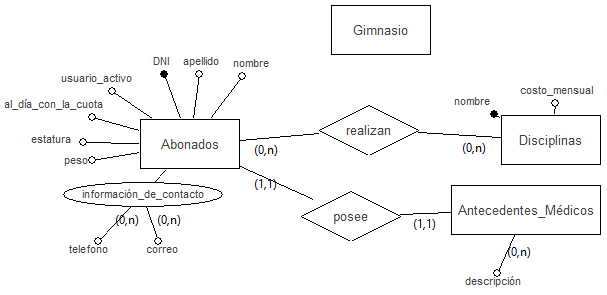 Gimnasio
DNI
apellido
nombre
usuario_activo
al_día_con_la_cuota
estatura
peso
Abonados
(0,n)
realizan
(0,n)
costo_mensual
nombre
Disciplinas
información_de_contacto
(0,n)
(0,n)
telefono
correo
(1,1)
posee
(1,1)
Antecedentes_Médicos
(0,n)
descripción